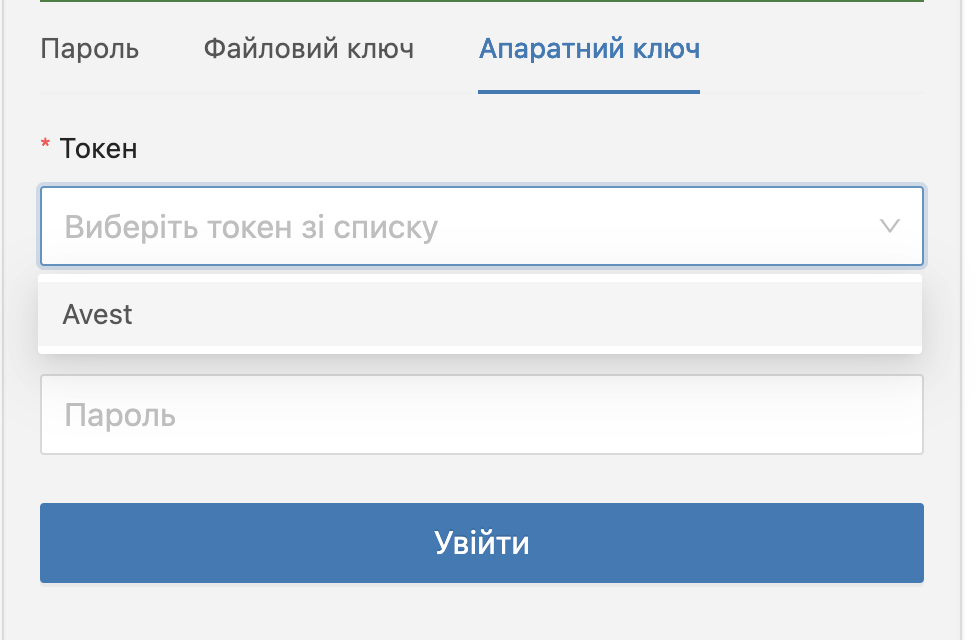 Пароль Файловий ключ Апаратний ключ
* Токен
Виберіть токен зі списку
Avest
Пароль
Увійти